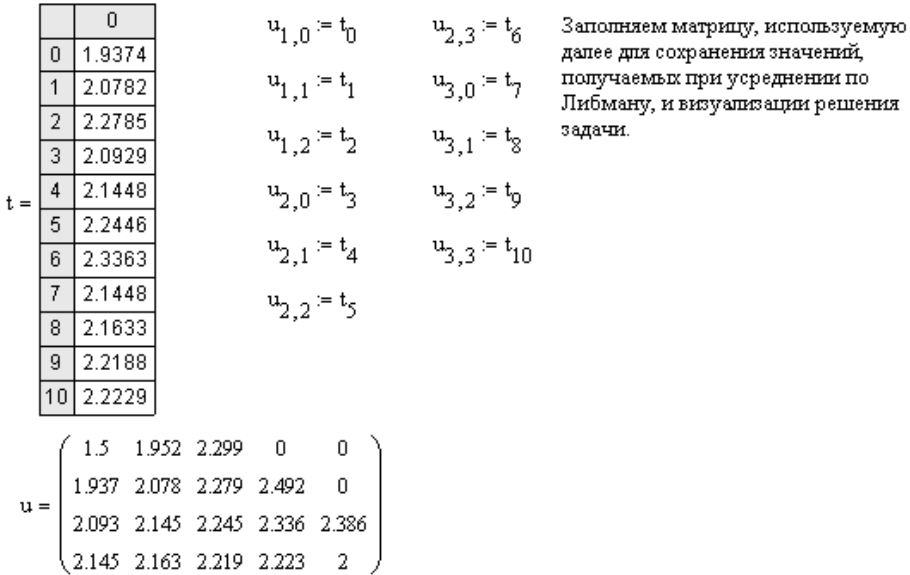 0
0 1.9374
1 2.0782
2 2.2785
3 2.0929
t = 4 2.1448
5 2.2446
6 2.3363
7 2.1448
8 2.1633
9 2.2188
10 2.2229
u1,0 := t0
u1,1 := t1
u1,2 := t2
u2,0 := t3
u2,1 := t4
u2,2 := t5
u2,3 := t6
u3,0 := t7
u3,1 := t8
u3,2 := t9
u3,3 := t10
Заполняем матрицу, используемую
далее для сохранения значений,
получаемых при усреднении по
Либману, и визуализации решения
задачи.
u =
1.5 1.952 2.299 0 0
1.937 2.078 2.279 2.492 0
2.093 2.145 2.245 2.336 2.386
2.145 2.163 2.219 2.223 2